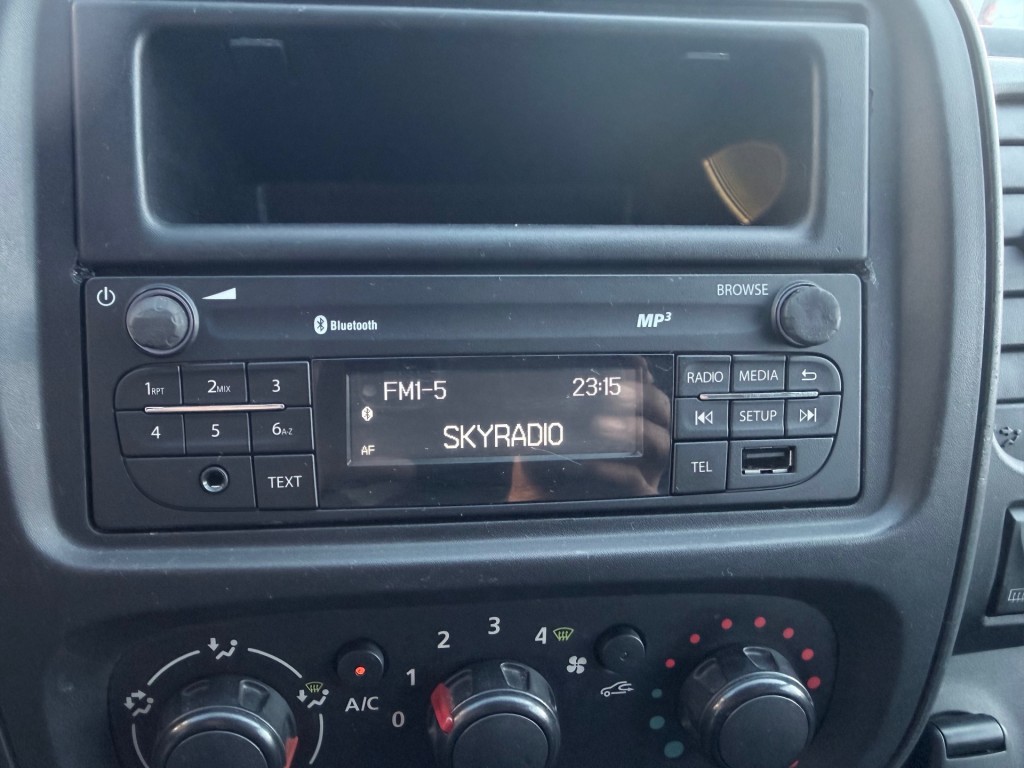 BROWSE
Bluetooth
MP3
1RPT 2MIX 3
FM1-5 23:15
RADIO MEDIA
4 5 6A-Z
AF SKYRADIO
SETUP
TEXT
TEL
0 1 2 3 4
A/C